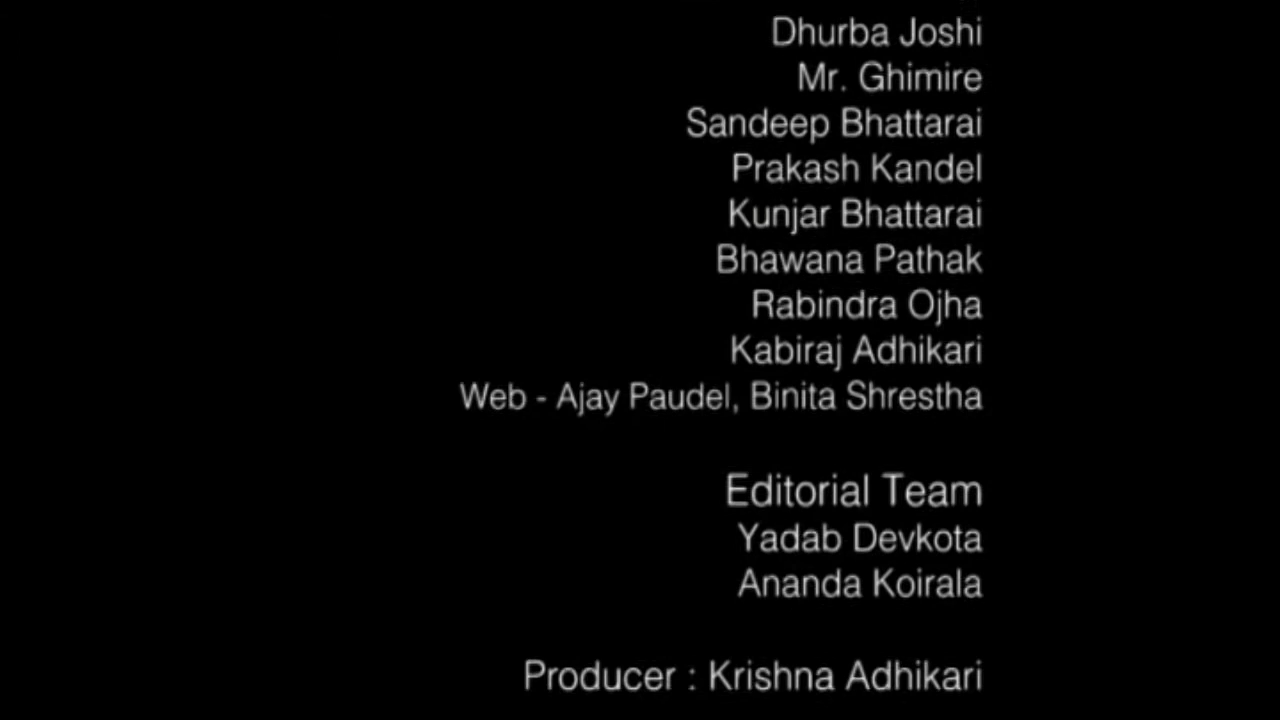 Dhurba Joshi
Mr. Ghimire
Sandeep Bhattarai
Prakash Kandel
Kunjar Bhattarai
Bhawana Pathak
Rabindra Ojha
Kabiraj Adhikari
Web - Ajay Paudel, Binita Shrestha
Editorial Team
Yadab Devkota
Ananda Koirala
Producer : Krishna Adhikari